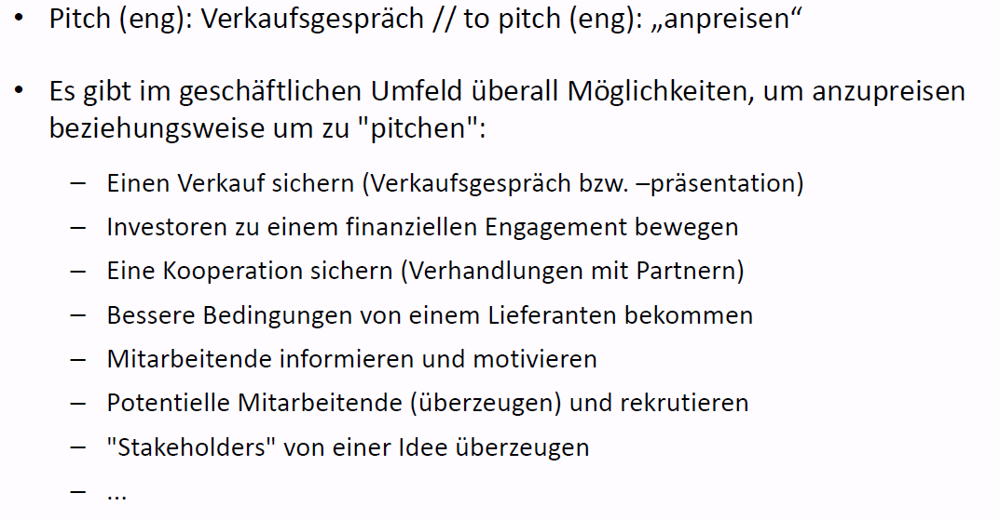 • Pitch (eng): Verkaufsgespräch // to pitch (eng): „anpreisen“
• Es gibt im geschäftlichen Umfeld überall Möglichkeiten, um anzupreisen
beziehungsweise um zu "pitchen":
– Einen Verkauf sichern (Verkaufsgespräch bzw. –präsentation)
– Investoren zu einem finanziellen Engagement bewegen
– Eine Kooperation sichern (Verhandlungen mit Partnern)
– Bessere Bedingungen von einem Lieferanten bekommen
– Mitarbeitende informieren und motivieren
– Potentielle Mitarbeitende (überzeugen) und rekrutieren
– "Stakeholders" von einer Idee überzeugen
– ...